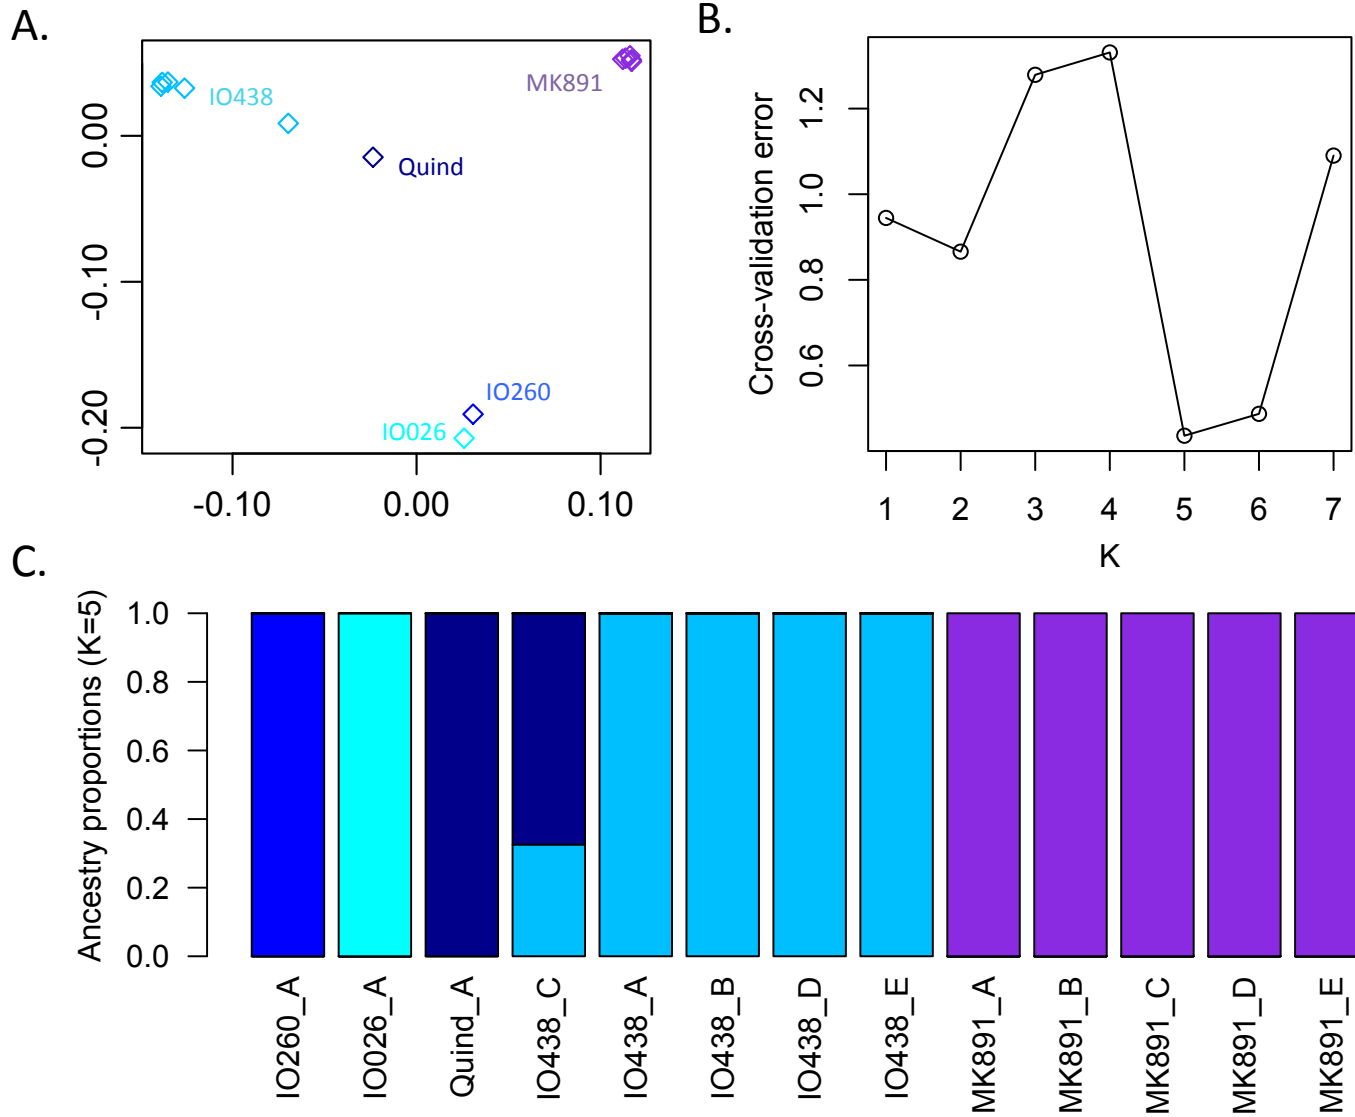 A.
B.
0.00
-0.10
-0.20
IO438
MK891
Quind
IO260
IO026
-0.10 0.00 0.10
Cross-validation error
1.2
1.0
0.8
0.6
1 2 3 4 5 6 7
K
C.
Ancestry proportions (K=5)
1.0
0.8
0.6
0.4
0.2
0.0
IO260_A
IO026_A
Quind_A
IO438_C
IO438_A
IO438_B
IO438_D
IO438_E
MK891_A
MK891_B
MK891_C
MK891_D
MK891_E